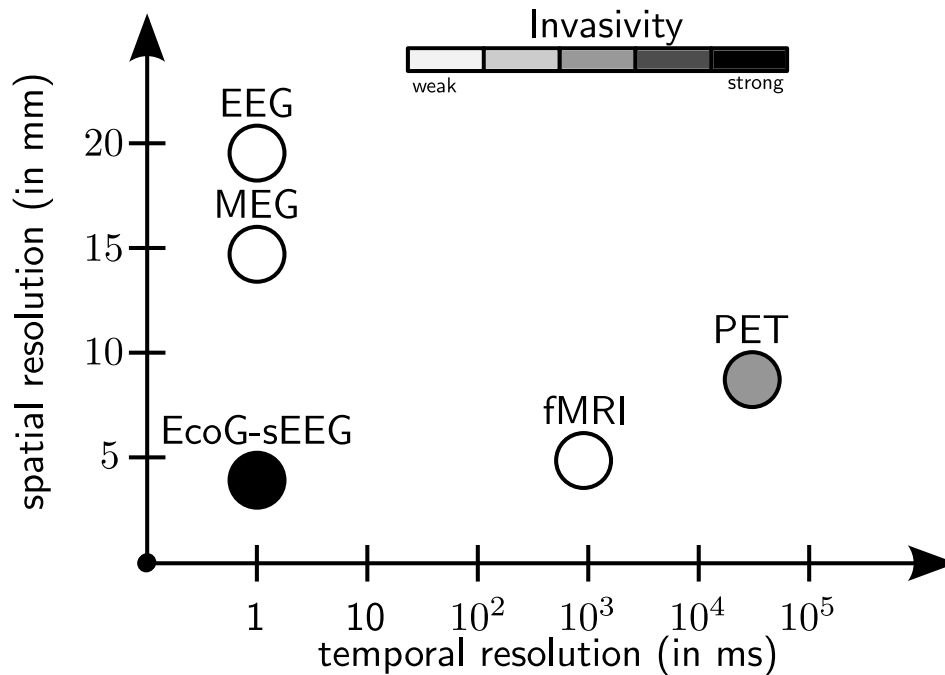 Invasivity
weak strong
EEG
MEG
EcoG-sEEG
fMRI
PET
spatial resolution (in mm)
20
15
10
5
1 10 10² 10³ 10⁴ 10⁵
temporal resolution (in ms)